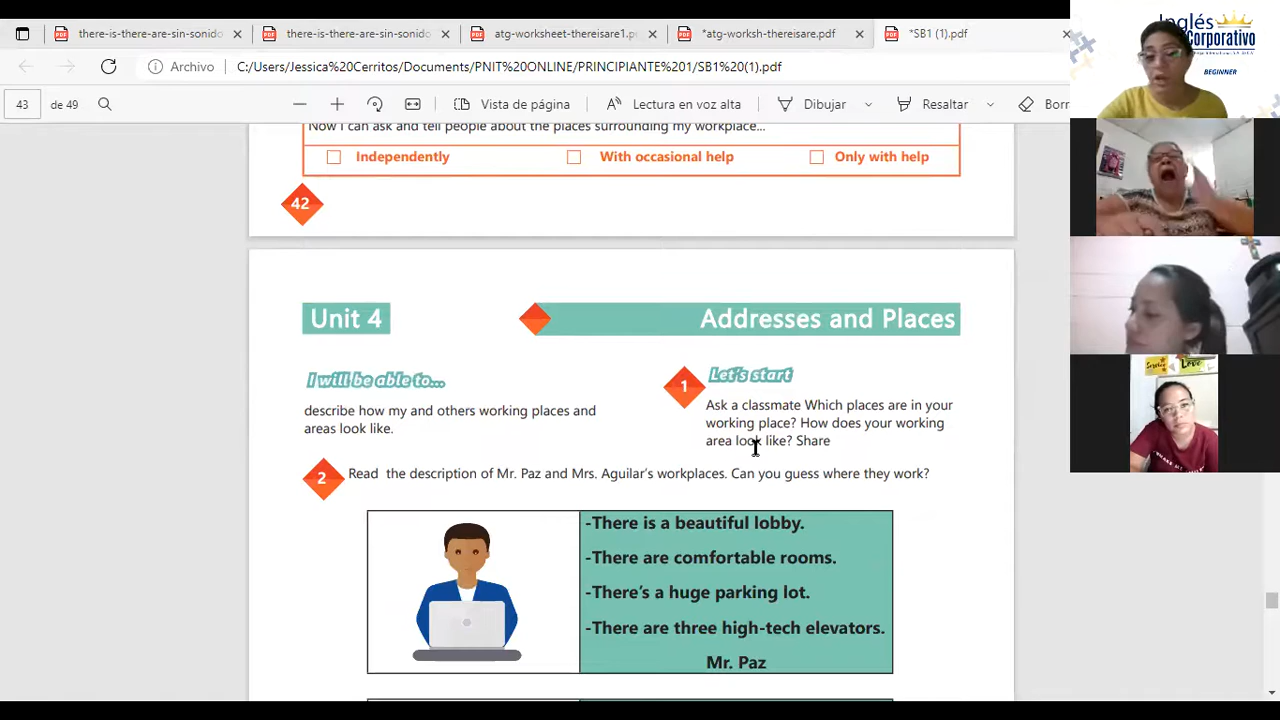 there-is-there-are-sin-sonido
there-is-there-are-sin-sonido
atg-worksheet-thereisare1.p
*atg-worksh-thereisare.pdf
*SB1 (1).pdf
Archivo
C:/Users/Jessica%20Cerritos/Documents/PNP%20ONLINE/PRINCIPIANTE%201/SB1%20(1).pdf
43 de 49
Vista de página
Lectura en voz alta
Dibujar
Resaltar
Borr
Inglés
Corporativo
BEGINNER
Now I can ask and tell people about the places surrounding my workplace...
Independently
With occasional help
Only with help
42
Unit 4
Addresses and Places
I will be able to...
describe how my and others working places and
areas look like.
1
Let's start
Ask a classmate Which places are in your
working place? How does your working
area look like? Share
2
Read the description of Mr. Paz and Mrs. Aguilar's workplaces. Can you guess where they work?
-There is a beautiful lobby.
-There are comfortable rooms.
-There's a huge parking lot.
-There are three high-tech elevators.
Mr. Paz